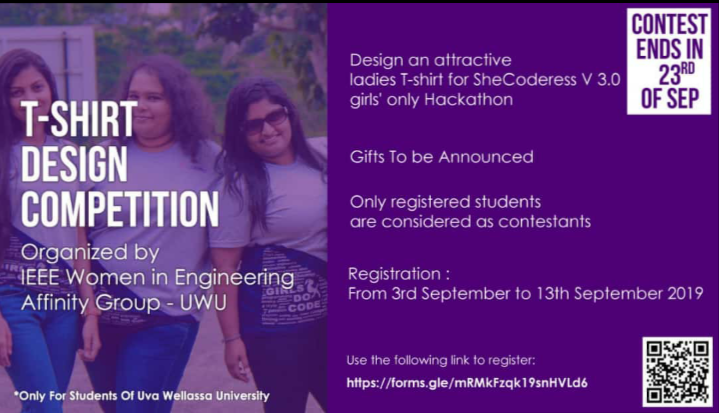 T-SHIRT
DESIGN
COMPETITION
Organized by
IEEE Women in Engineering
Affinity Group - UWU
*Only For Students Of Uva Wellassa University
CONTEST
ENDS IN
23RD
OF SEP
Design an attractive
ladies T-shirt for SheCoderess V 3.0
girls' only Hackathon
Gifts To be Announced
Only registered students
are considered as contestants
Registration :
From 3rd September to 13th September 2019
Use the following link to register:
https://forms.gle/mRMkFzqk19snHVLd6
GIRLS
DO
CODE